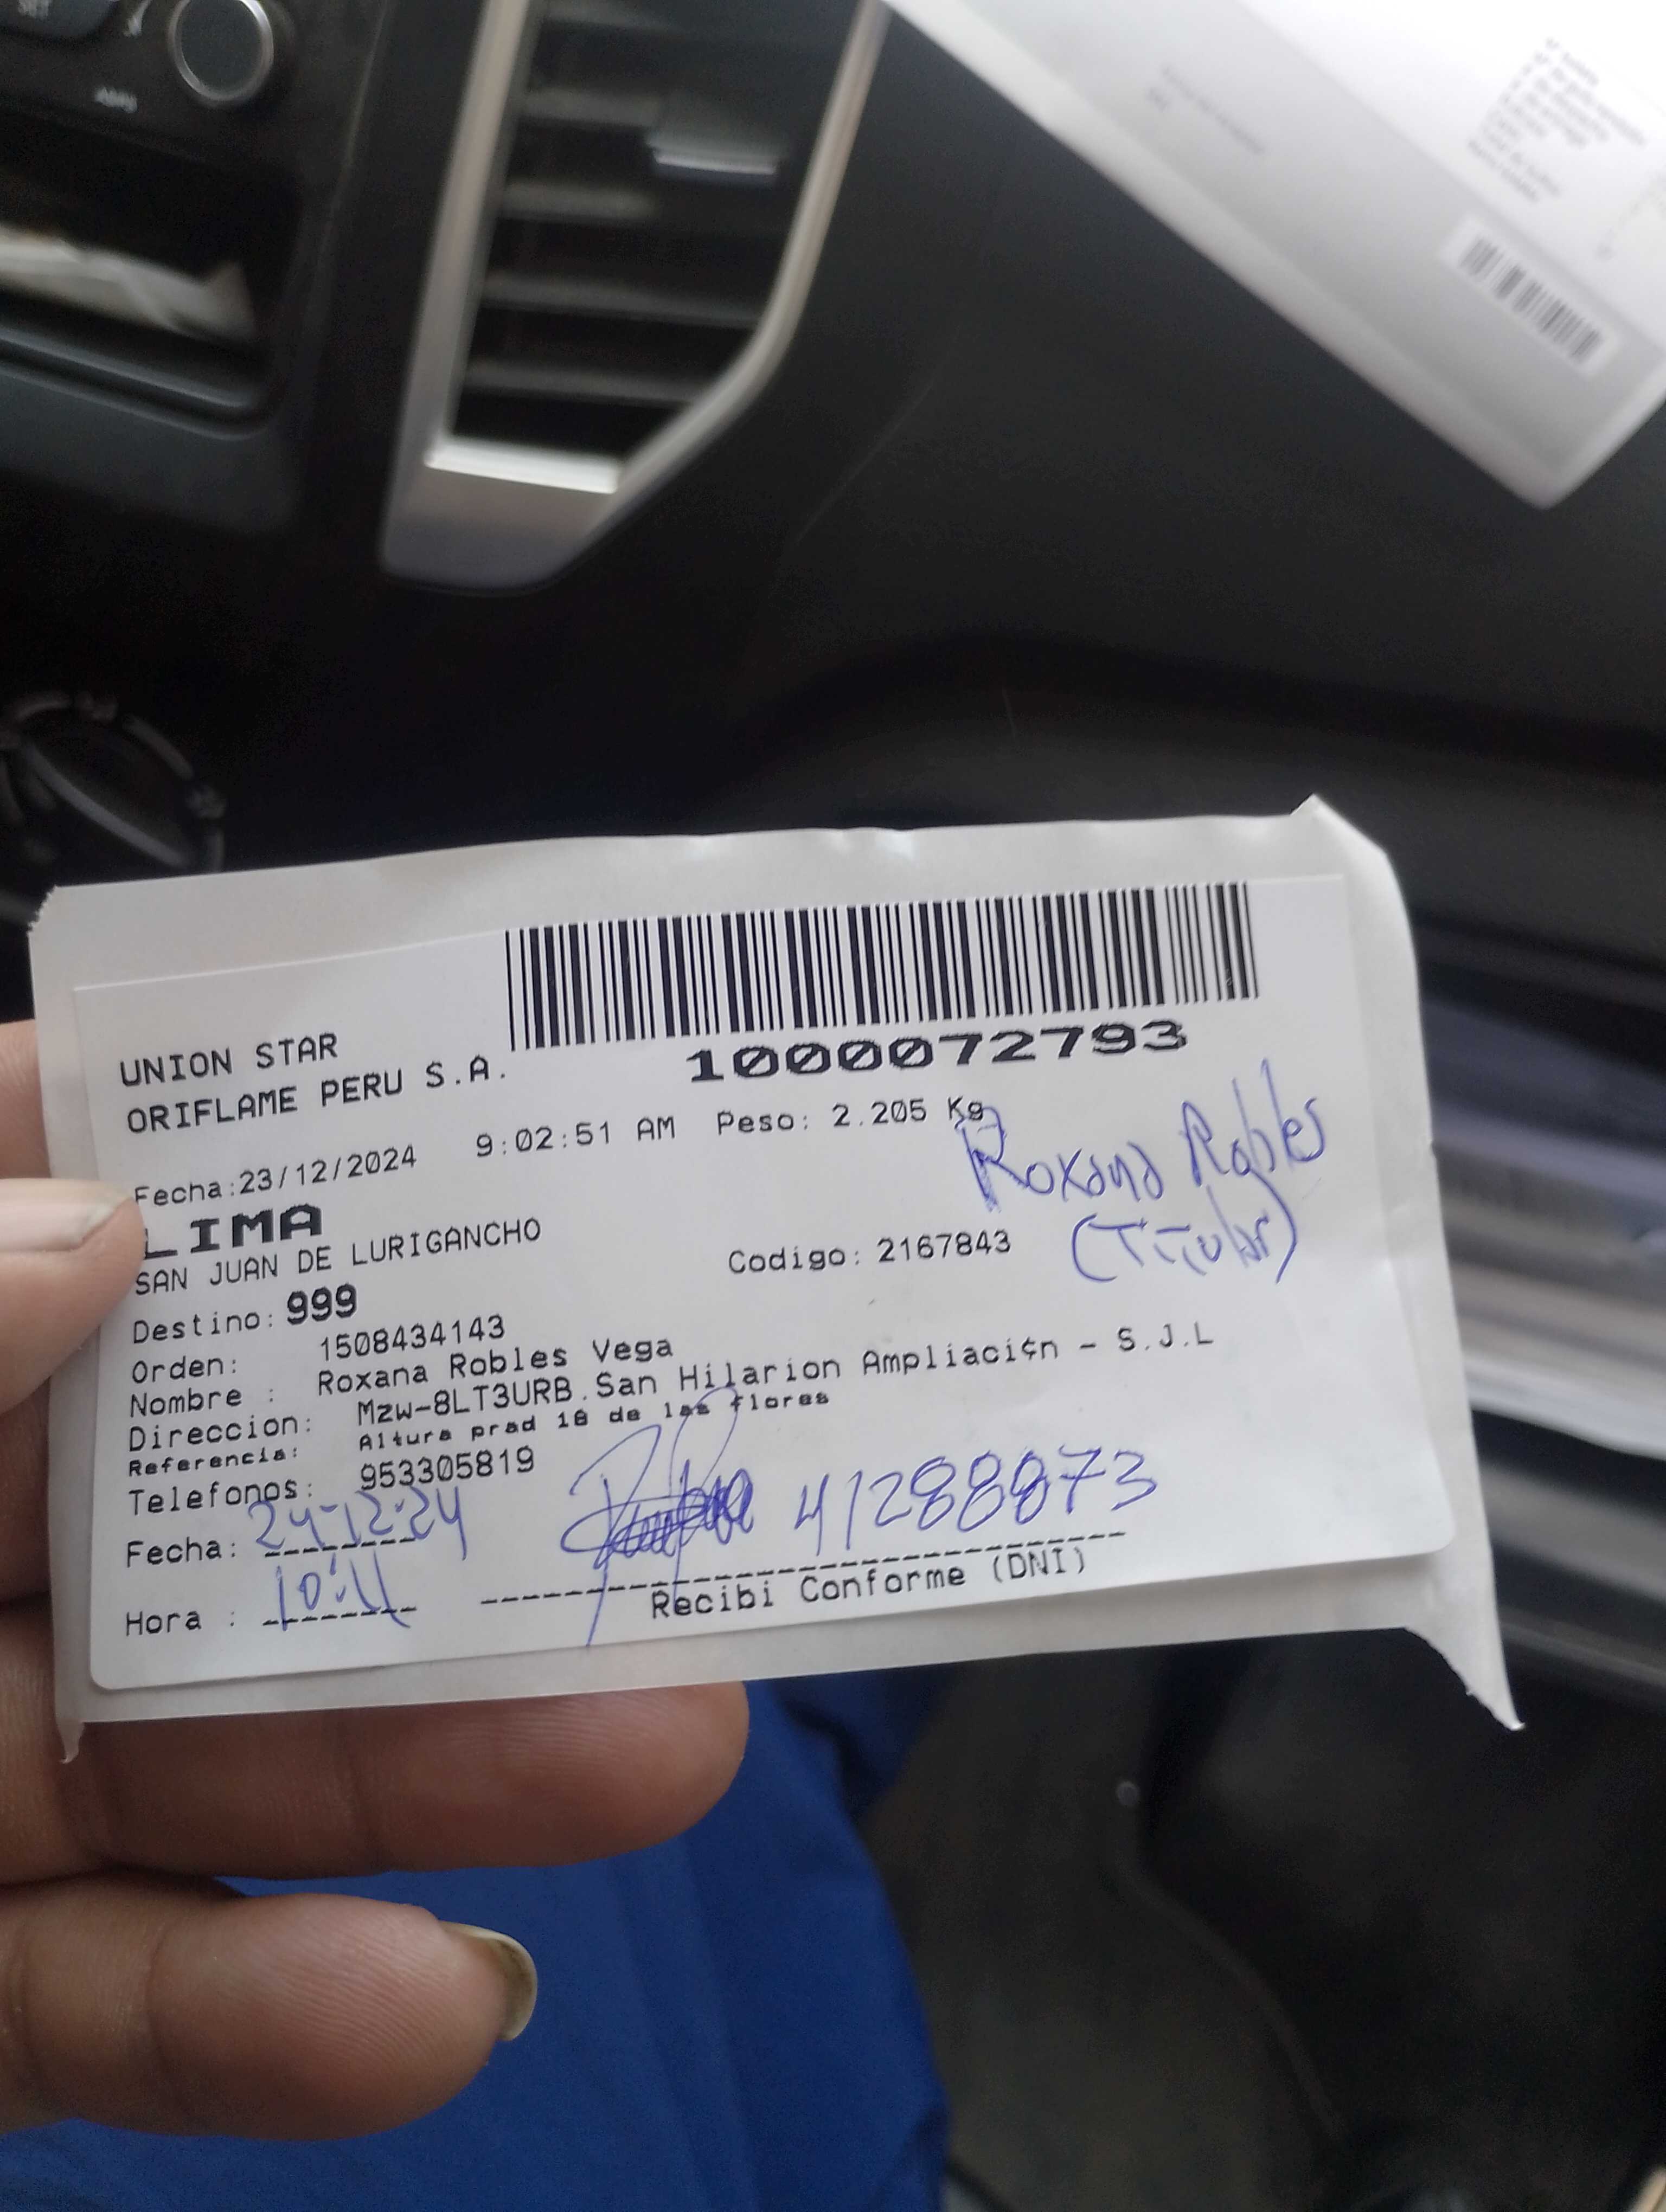 UNION STAR
ORIFLAME PERU S.A.
1000072793
Fecha:23/12/2024 9:02:51 AM Peso: 2.205 Kg
Roxana Robles
(Titular)
LIMA
SAN JUAN DE LURIGANCHO
Codigo: 2167843
Destino: 999
Orden: 1508434143
Nombre : Roxana Robles Vega
Direccion: Mzw-8LT3URB.San Hilarion Ampliaci¢n - S.J.L
Referencia: Altura prad 18 de las flores
Telefonos: 953305819
Fecha: 24-12-24
41288873
Hora : 10:11
Recibi Conforme (DNI)